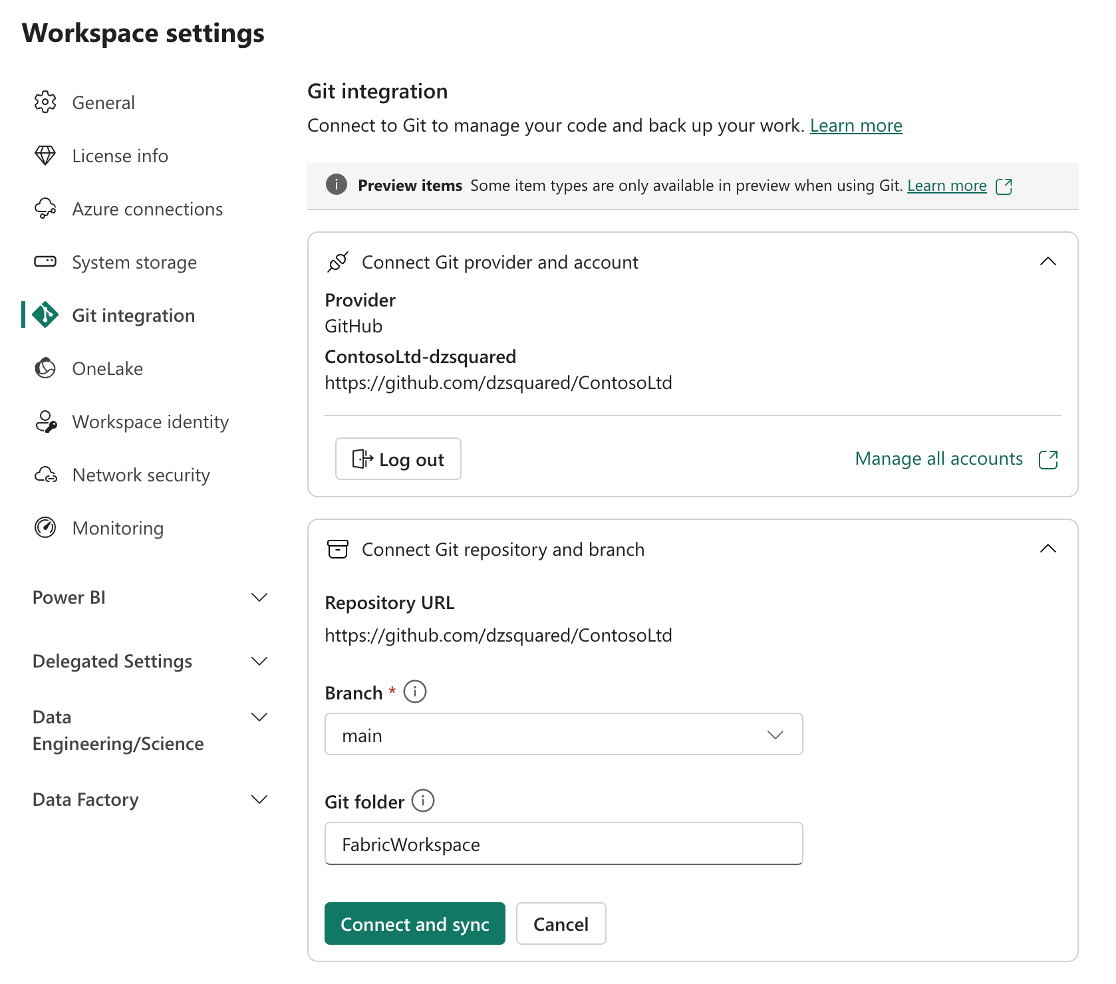 Workspace settings
General
License info
Azure connections
System storage
Git integration
OneLake
Workspace identity
Network security
Monitoring
Power BI
Delegated Settings
Data
Engineering/Science
Data Factory
Git integration
Connect to Git to manage your code and back up your work. Learn more
Preview items Some item types are only available in preview when using Git. Learn more
Connect Git provider and account
Provider
GitHub
ContosoLtd-dzsquared
https://github.com/dzsquared/ContosoLtd
Log out
Manage all accounts
Connect Git repository and branch
Repository URL
https://github.com/dzsquared/ContosoLtd
Branch *
main
Git folder
FabricWorkspace
Connect and sync
Cancel